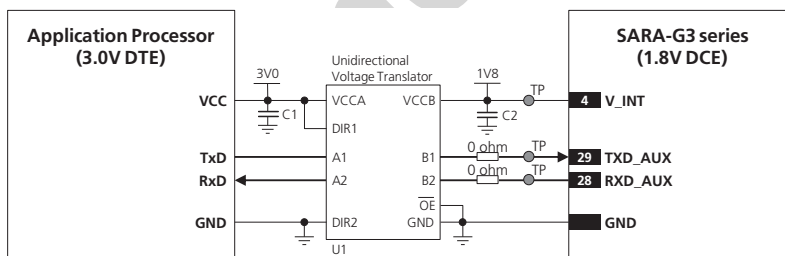 Application Processor
(3.0V DTE)
SARA-G3 series
(1.8V DCE)
Unidirectional
Voltage Translator
3V0
1V8
TP
VCC
VCCA
VCCB
4
V_INT
C1
C2
DIR1
0 ohm
TP
TxD
A1
B1
29
TXD_AUX
0 ohm
TP
RxD
A2
B2
28
RXD_AUX
OE
GND
DIR2
GND
GND
U1